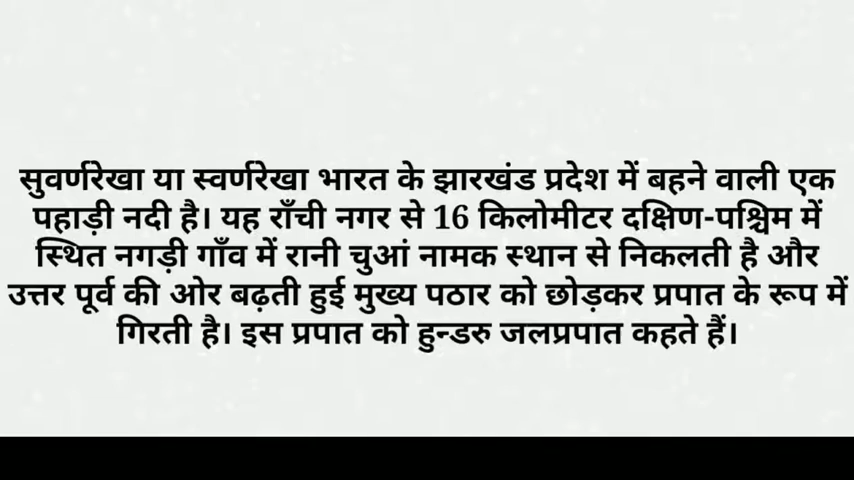 सुवर्णरेखा या स्वर्णरेखा भारत के झारखंड प्रदेश में बहने वाली एक
पहाड़ी नदी है। यह राँची नगर से 16 किलोमीटर दक्षिण-पश्चिम में
स्थित नगड़ी गाँव में रानी चुआं नामक स्थान से निकलती है और
उत्तर पूर्व की ओर बढ़ती हुई मुख्य पठार को छोड़कर प्रपात के रूप में
गिरती है। इस प्रपात को हुन्डरु जलप्रपात कहते हैं।